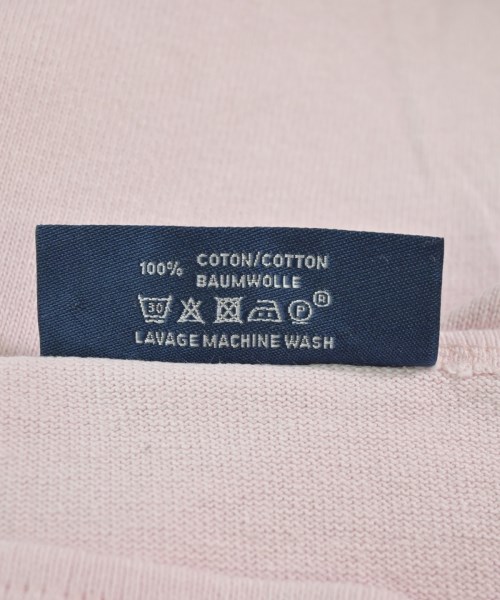 100% COTON/COTTON
BAUMWOLLE
30 P ®
LAVAGE MACHINE WASH